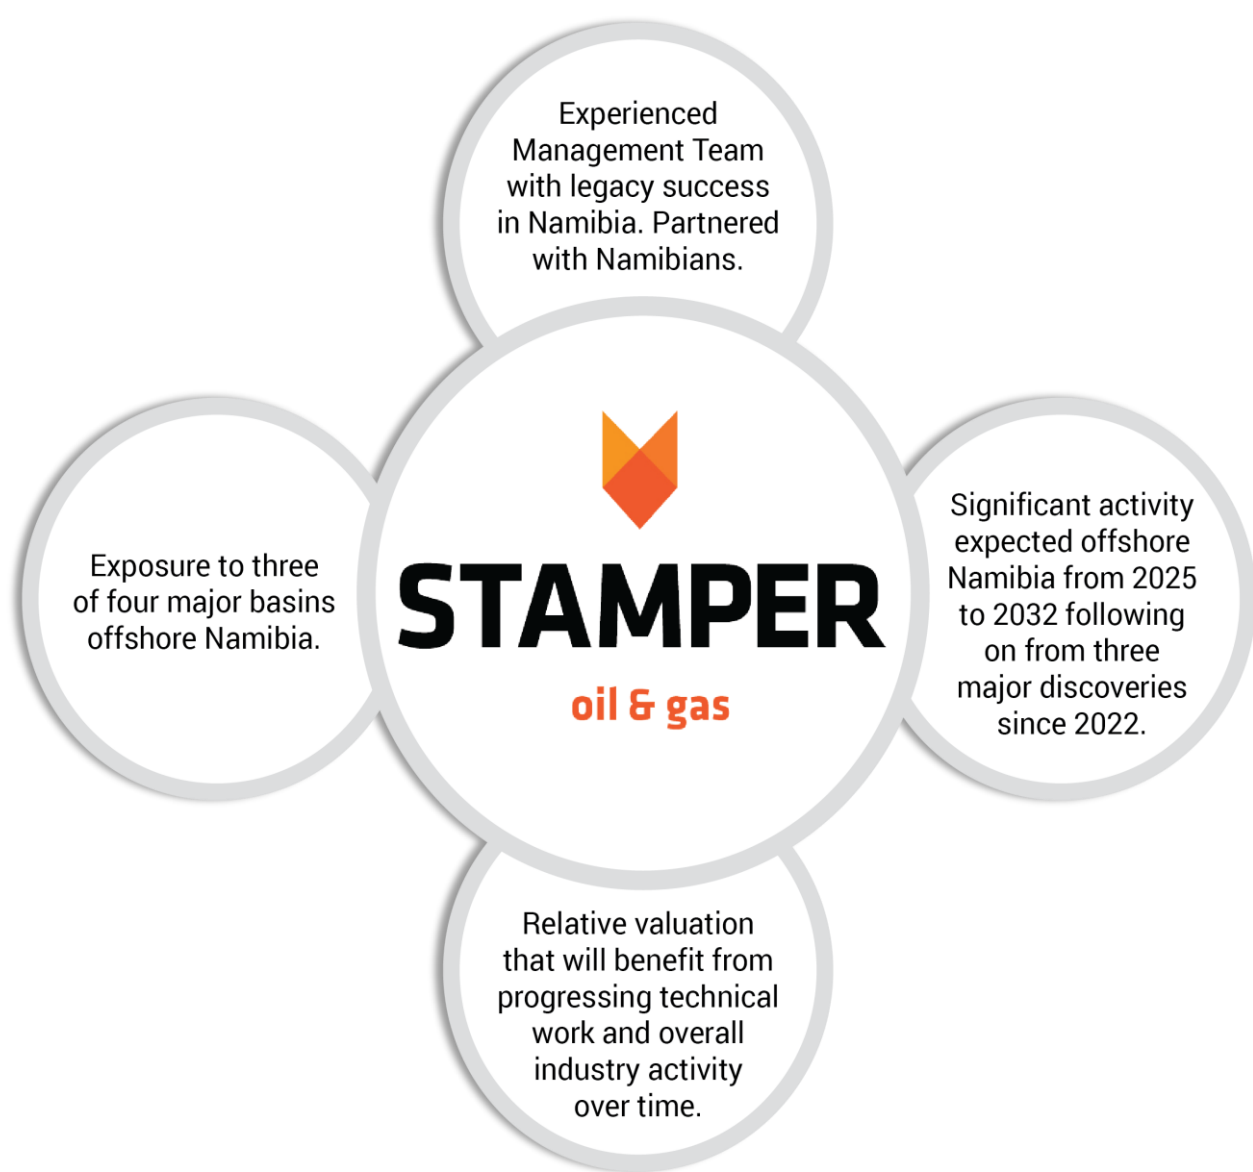 Experienced
Management Team
with legacy success
in Namibia. Partnered
with Namibians.
Exposure to three
of four major basins
offshore Namibia.
STAMPER
oil & gas
Significant activity
expected offshore
Namibia from 2025
to 2032 following
on from three
major discoveries
since 2022.
Relative valuation
that will benefit from
progressing technical
work and overall
industry activity
over time.